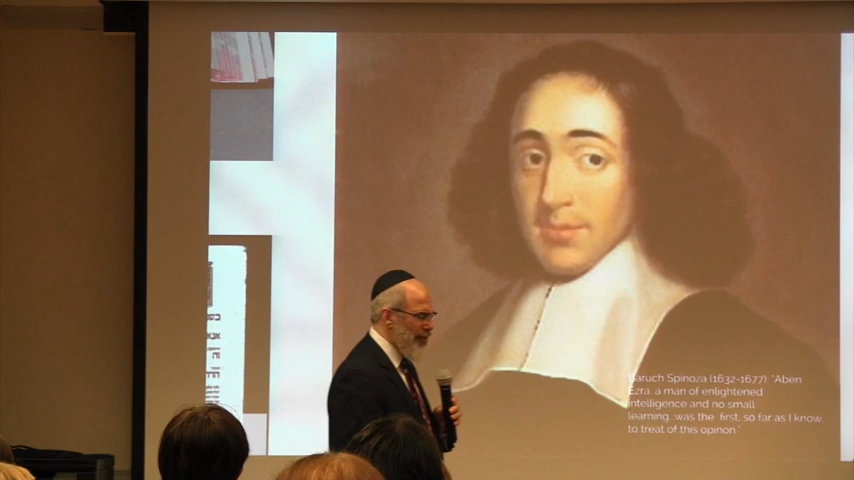 Baruch Spinoza (1632-1677): "Aben
Ezra, a man of enlightened
intelligence and no small
learning...was the first, so far as I know,
to treat of this opinon."